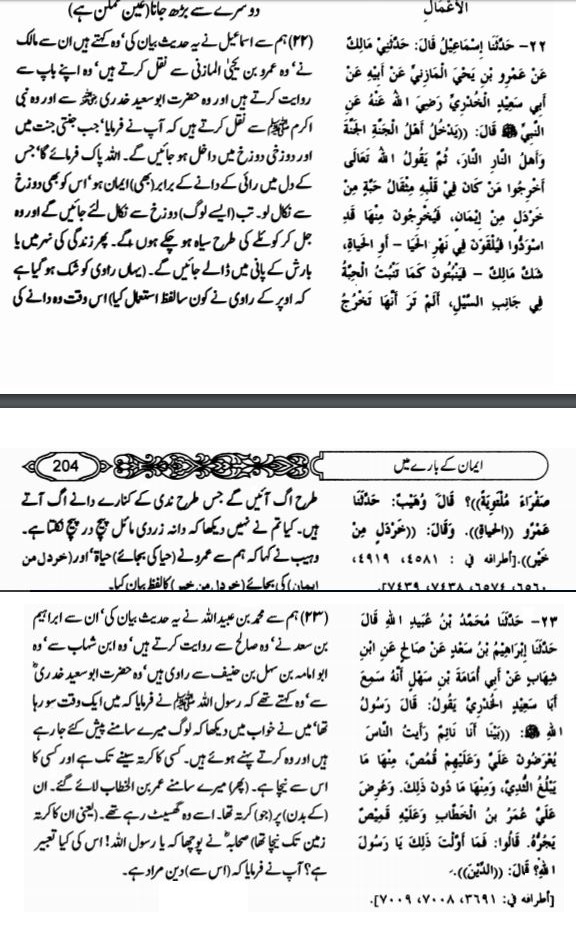 الأَعْمَالِ
٢٢- حَدَّثَنَا إِسْمَاعِيلُ قَالَ: حَدَّثَنِي مَالِكٌ
عَنْ عَمْرِو بْنِ يَحْيَى الْمَازِنِيِّ عَنْ أَبِيهِ عَنْ
أَبِي سَعِيدٍ الْخُدْرِيِّ رَضِيَ اللهُ عَنْهُ عَنِ
النَّبِيِّ ﷺ قَالَ: ((يَدْخُلُ أَهْلُ الْجَنَّةِ الْجَنَّةَ
وَأَهْلُ النَّارِ النَّارَ، ثُمَّ يَقُولُ اللهُ تَعَالَى
أَخْرِجُوا مَنْ كَانَ فِي قَلْبِهِ مِثْقَالُ حَبَّةٍ مِنْ
خَرْدَلٍ مِنْ إِيْمَانٍ، فَيُخْرَجُونَ مِنْهَا قَدِ
اسْوَدُّوا فَيُلْقَوْنَ فِي نَهْرِ الْحَيَا - أَوِ الْحَيَاةِ،
شَكَّ مَالِكٌ - فَيَنْبُتُونَ كَمَا تَنْبُتُ الْحِبَّةُ
فِي جَانِبِ السَّيْلِ، أَلَمْ تَرَ أَنَّهَا تَخْرُجُ
دوسرے سے بڑھ جانا (عین ممکن ہے)
(۲۲) ہم سے اسماعیل نے یہ حدیث بیان کی' وہ کہتے ہیں ان سے مالک
نے' وہ عمرو بن یحییٰ المازنی سے نقل کرتے ہیں' وہ اپنے باپ سے
روایت کرتے ہیں اور وہ حضرت ابو سعید خدری رضی اللہ عنہ سے اور وہ نبی
اکرم ﷺ سے نقل کرتے ہیں کہ آپ نے فرمایا' جب جنتی جنت میں
اور دوزخی دوزخ میں داخل ہو جائیں گے۔ اللہ پاک فرمائے گا' جس
کے دل میں رائی کے دانے کے برابر (بھی) ایمان ہو' اس کو بھی دوزخ
سے نکال لو۔ تب (ایسے لوگ) دوزخ سے نکال لئے جائیں گے اور وہ
جل کر کوئلے کی طرح سیاہ ہو چکے ہوں گے۔ پھر زندگی کی نہر میں یا
بارش کے پانی میں ڈالے جائیں گے۔ (یہاں راوی کو شک ہو گیا ہے
کہ اوپر کے راوی نے کون سا لفظ استعمال کیا) اس وقت وہ دانے کی
ایمان کے بارے میں
204
صَفْرَاءَ مُلْتَوِيَةً))؟ قَالَ وُهَيْبٌ: حَدَّثَنَا
عَمْرٌو ((الْحَيَاةِ)). وَقَالَ: ((خَرْدَلٍ مِنْ
خَيْرٍ)).[أطرافه في : ٤٥٨١، ٤٩١٩،
٦٥٦٠، ٦٥٧٤، ٧٤٣٨، ٧٤٣٩].
طرح اگ آئیں گے جس طرح ندی کے کنارے دانے اگ آتے
ہیں۔ کیا تم نے نہیں دیکھا کہ دانہ زردی مائل پیچ در پیچ نکلتا ہے۔
وہیب نے کہا کہ ہم سے عمرو نے (حیا کی بجائے) حیاۃ' اور (خردل من
ایمان) کی بجائے (خردل من خیر) کا لفظ بیان کیا۔
٢٣- حَدَّثَنَا مُحَمَّدُ بْنُ عُبَيْدِ اللهِ قَالَ
حَدَّثَنَا إِبْرَاهِيْمُ بْنُ سَعْدٍ عَنْ صَالِحٍ عَنِ ابْنِ
شِهَابٍ عَنْ أَبِي أُمَامَةَ بْنِ سَهْلٍ أَنَّهُ سَمِعَ
أَبَا سَعِيْدٍ الْخُدْرِيَّ يَقُولُ: قَالَ رَسُولُ
اللهِ ﷺ: ((بَيْنَا أَنَا نَائِمٌ رَأَيْتُ النَّاسَ
يُعْرَضُونَ عَلَيَّ وَعَلَيْهِمْ قُمُصٌ، مِنْهَا مَا
يَبْلُغُ الثُّدِيَّ، وَمِنْهَا مَا دُونَ ذَلِكَ. وَعُرِضَ
عَلَيَّ عُمَرُ بْنُ الْخَطَّابِ وَعَلَيْهِ قَمِيْصٌ
يَجُرُّهُ. قَالُوا: فَمَا أَوَّلْتَ ذَلِكَ يَا رَسُولَ
اللهِ؟ قَالَ: ((الدِّيْنَ)).
[أطرافه في: ٣٦٩١، ٧٠٠٨، ٧٠٠٩].
(۲۳) ہم سے محمد بن عبیداللہ نے یہ حدیث بیان کی' ان سے ابراہیم
بن سعد نے' وہ صالح سے روایت کرتے ہیں' وہ ابن شہاب سے' وہ
ابو امامہ بن سہل بن حنیف سے راوی ہیں' وہ حضرت ابو سعید خدریؓ
سے' وہ کہتے تھے کہ رسول اللہ ﷺ نے فرمایا کہ میں ایک وقت سو رہا
تھا' میں نے خواب میں دیکھا کہ لوگ میرے سامنے پیش کئے جا رہے
ہیں اور وہ کرتے پہنے ہوئے ہیں۔ کسی کا کرتہ سینے تک ہے اور کسی کا
اس سے نیچا ہے۔ (پھر) میرے سامنے عمر بن الخطاب لائے گئے۔ ان
(کے بدن) پر (جو) کرتہ تھا۔ اسے وہ گھسیٹ رہے تھے۔ (یعنی ان کا کرتہ
زمین تک نیچا تھا) صحابہؓ نے پوچھا کہ یا رسول اللہ! اس کی کیا تعبیر
ہے؟ آپ نے فرمایا کہ (اس سے) دین مراد ہے۔